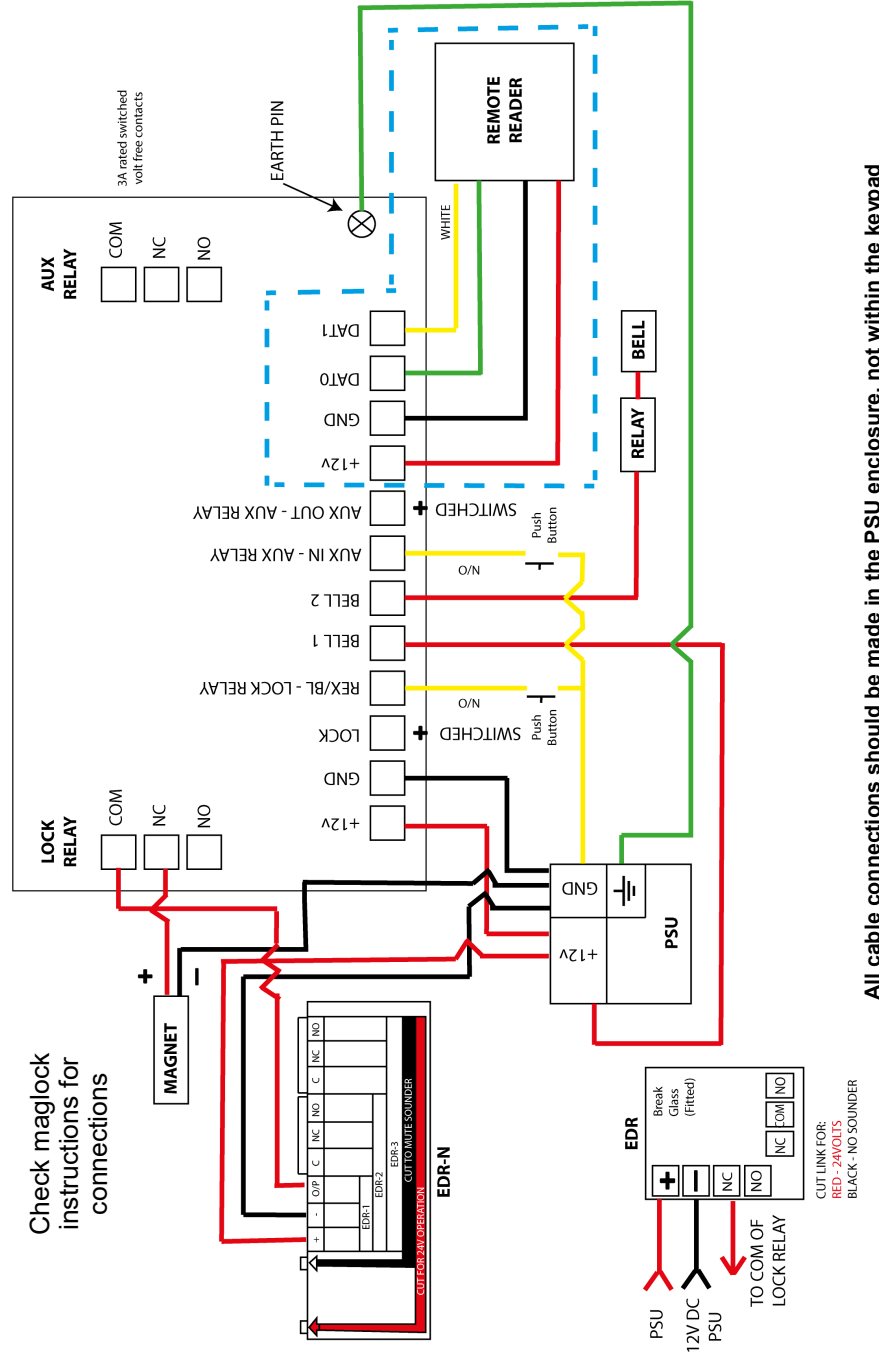 Check maglock
instructions for
connections
MAGNET
+
–
LOCK
RELAY
COM
NC
NO
AUX
RELAY
COM
NC
NO
3A rated switched
volt free contacts
EARTH PIN
+12v
GND
LOCK
REX/BL - LOCK RELAY
BELL 1
BELL 2
AUX IN - AUX RELAY
AUX OUT - AUX RELAY
+12v
GND
DAT0
DAT1
+ SWITCHED
N/O
Push
Button
N/O
Push
Button
+ SWITCHED
WHITE
REMOTE
READER
RELAY
BELL
+12v
GND
PSU
+
-
O/P
C
NC
NO
C
NC
NO
EDR-1
EDR-2
EDR-3
CUT TO MUTE SOUNDER
CUT FOR 24V OPERATION
EDR-N
EDR
Break
Glass
(Fitted)
+
–
NC
NO
NC
COM
NO
PSU
12V DC
PSU
TO COM OF
LOCK RELAY
CUT LINK FOR:
RED - 24VOLTS
BLACK - NO SOUNDER
All cable connections should be made in the PSU enclosure, not within the keypad